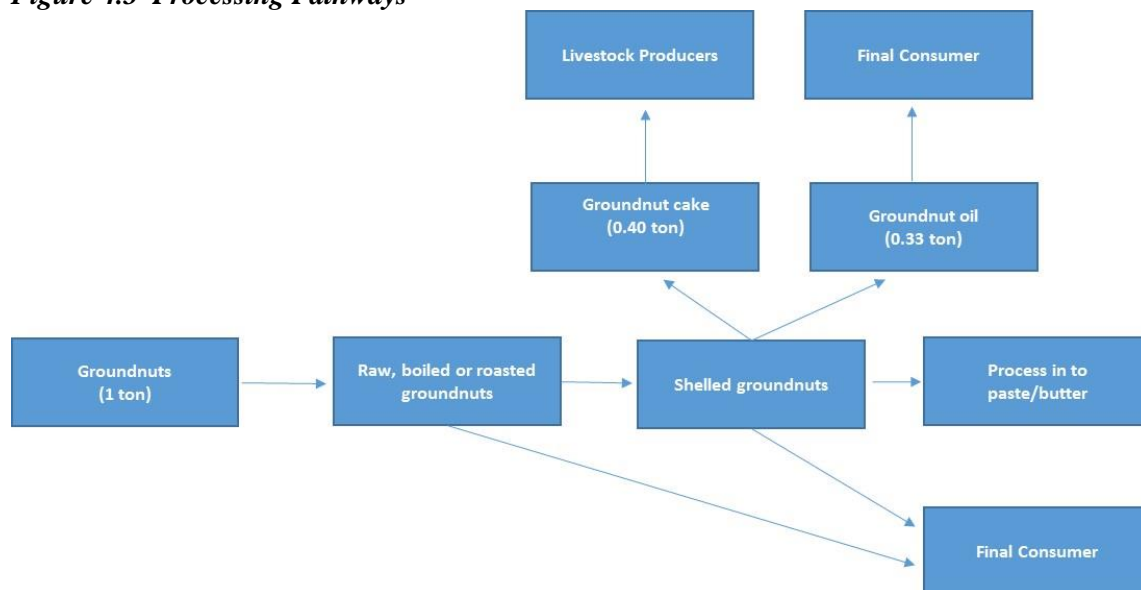 Figure 4.3 Processing Pathways
Livestock Producers
Final Consumer
Groundnut cake
(0.40 ton)
Groundnut oil
(0.33 ton)
Groundnuts
(1 ton)
Raw, boiled or roasted
groundnuts
Shelled groundnuts
Process in to
paste/butter
Final Consumer